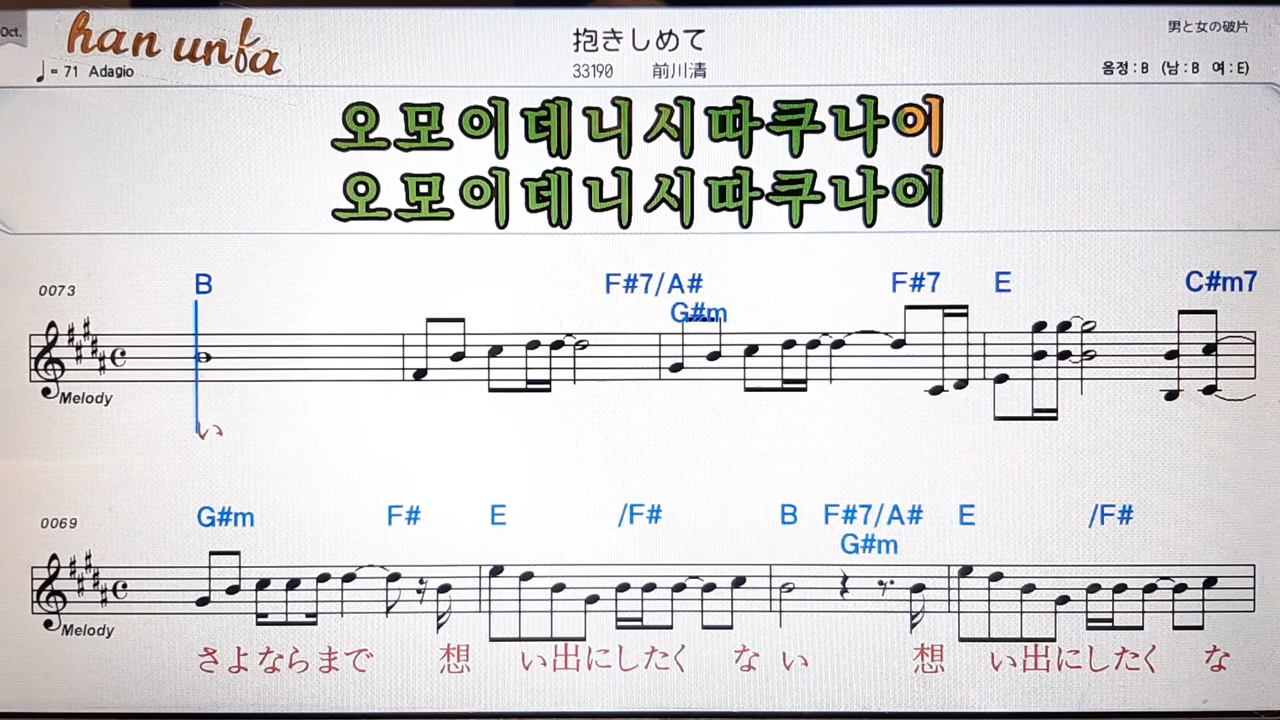 Oct.
han unfa
♩= 71 Adagio
抱きしめて
33190 前川清
男と女の破片
음정 : B (남 : B 여 : E)
오모이데니시따쿠나이
오모이데니시따쿠나이
0073
B F#7/A# G#m F#7 E C#m7
Melody
い
0069
G#m F# E /F# B F#7/A# G#m E /F#
Melody
さよならまで 想 い出にしたく な い 想 い出にしたく な